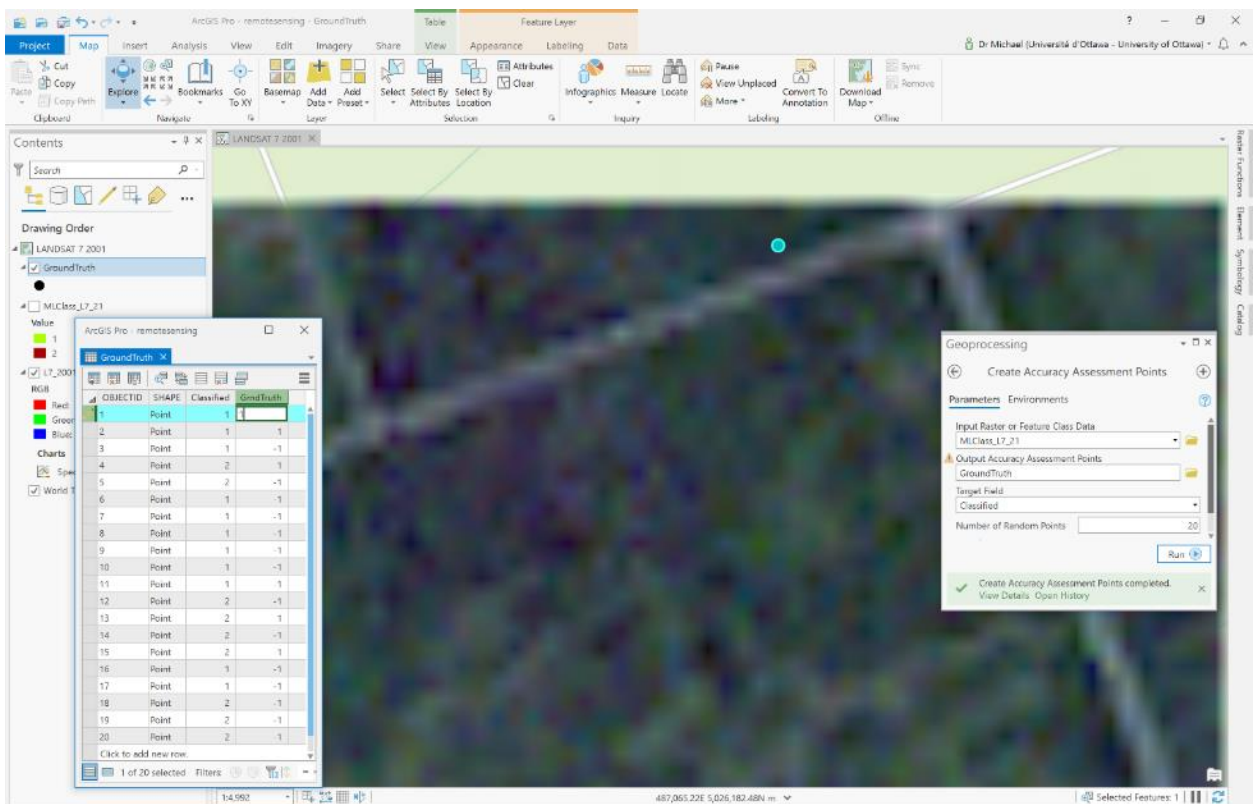 ArcGIS Pro - remotesensing - GroundTruth
Table
Feature Layer
?
Project
Map
Insert
Analysis
View
Edit
Imagery
Share
View
Appearance
Labeling
Data
Dr Michael (Université d'Ottawa - University of Ottawa)
Paste
Cut
Copy
Copy Path
Clipboard
Explore
Bookmarks
Go
To XY
Navigate
Basemap
Add
Data
Add
Preset
Layer
Select
Select By
Attributes
Select By
Location
Attributes
Clear
Selection
Infographics
Measure
Locate
Inquiry
Pause
View Unplaced
More
Convert To
Annotation
Labeling
Download
Map
Sync
Remove
Offline
Contents
Search
Drawing Order
LANDSAT 7 2001
GroundTruth
MLClass_L7_21
Value
1
2
L7_2001
RGB
Red:
Green
Blue:
Charts
Spe
World T
LANDSAT 7 2001
ArcGIS Pro - remotesensing
GroundTruth
OBJECTID SHAPE Classified GrndTruth
1 Point 1 1
2 Point 1 1
3 Point 1 -1
4 Point 2 1
5 Point 2 -1
6 Point 1 1
7 Point 1 -1
8 Point 1 -1
9 Point 1 -1
10 Point 1 -1
11 Point 1 1
12 Point 2 -1
13 Point 2 1
14 Point 2 -1
15 Point 2 1
16 Point 1 -1
17 Point 1 -1
18 Point 2 -1
19 Point 2 -1
20 Point 2 1
Click to add new row.
1 of 20 selected Filters:
Geoprocessing
Create Accuracy Assessment Points
Parameters Environments
Input Raster or Feature Class Data
MLClass_L7_21
Output Accuracy Assessment Points
GroundTruth
Target Field
Classified
Number of Random Points 20
Run
Create Accuracy Assessment Points completed.
View Details Open History
Raster Functions
Element
Symbology
Catalog
1:4,992
487,065.22E 5,026,182.48N m
Selected Features: 1